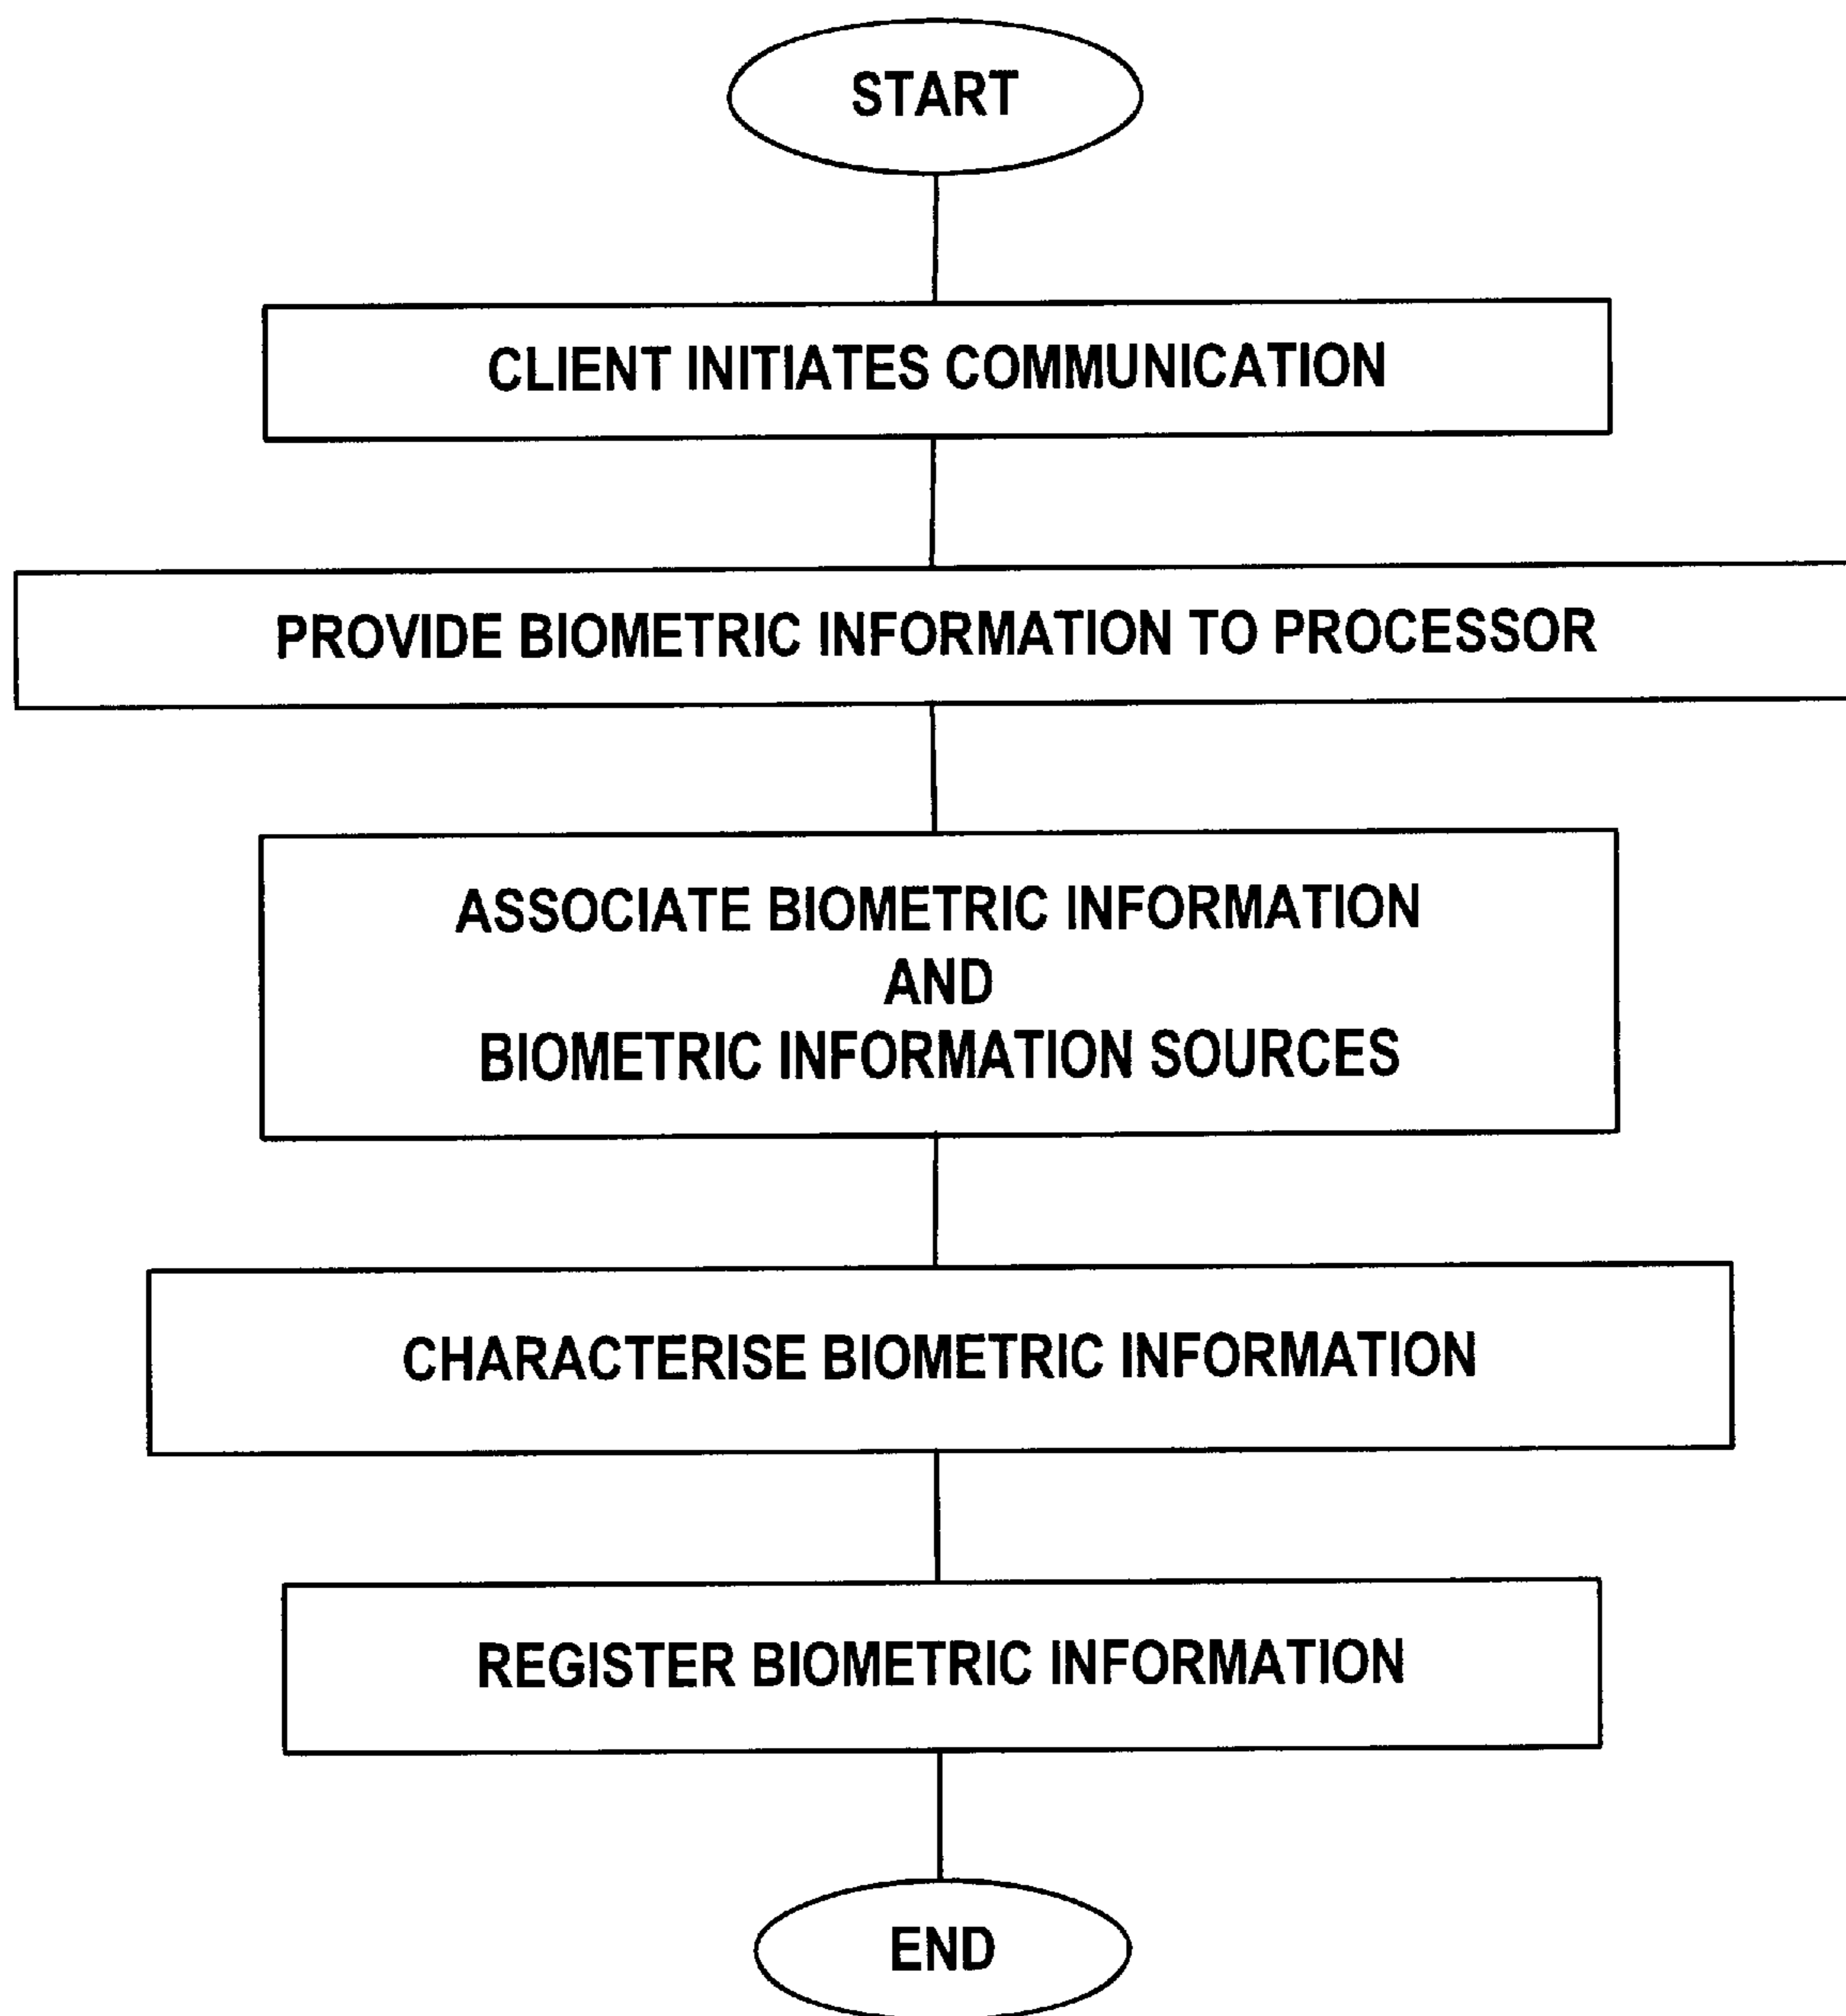 START
CLIENT INITIATES COMMUNICATION
PROVIDE BIOMETRIC INFORMATION TO PROCESSOR
ASSOCIATE BIOMETRIC INFORMATION
AND
BIOMETRIC INFORMATION SOURCES
CHARACTERISE BIOMETRIC INFORMATION
REGISTER BIOMETRIC INFORMATION
END